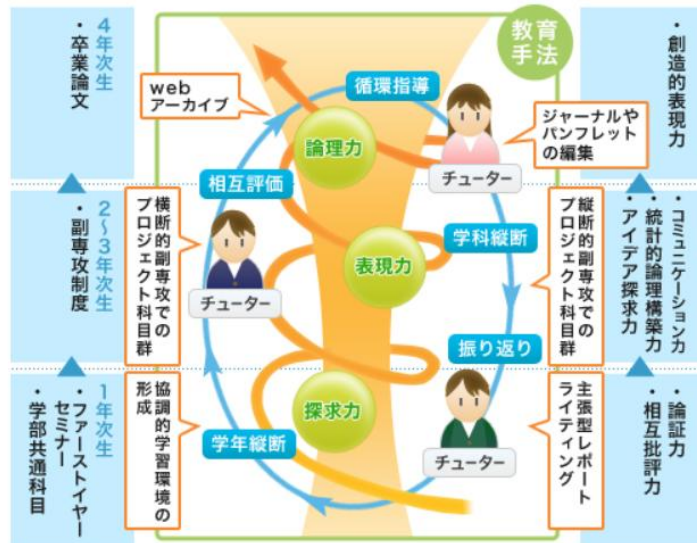 教育
手法
4年次生
・卒業論文
web
アーカイブ
循環指導
論理力
チューター
ジャーナルや
パンフレット
の編集
・創造的表現力
2〜3年次生
・副専攻制度
横断的副専攻での
プロジェクト科目群
相互評価
チューター
表現力
学科縦断
縦断的副専攻での
プロジェクト科目群
・コミュニケーション力
・統計的論理構築力
・アイデア探求力
振り返り
1年次生
・ファーストイヤー
セミナー
・学部共通科目
協調的学習環境の
形成
学年縦断
探求力
チューター
主張型レポート
ライティング
・論証力
・相互批評力